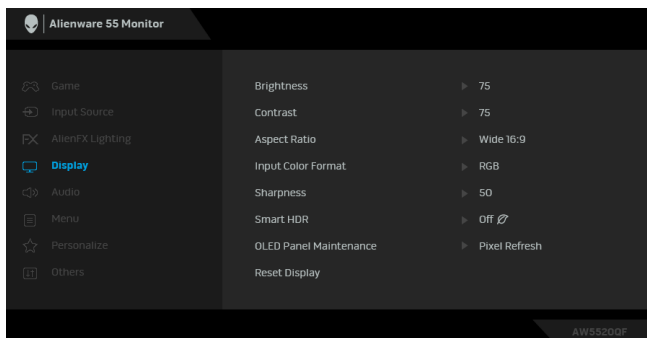 Alienware 55 Monitor
Game
Input Source
FX AlienFX Lighting
Display
Audio
Menu
Personalize
Others
Brightness 75
Contrast 75
Aspect Ratio Wide 16:9
Input Color Format RGB
Sharpness 50
Smart HDR Off
OLED Panel Maintenance Pixel Refresh
Reset Display
AW5520QF